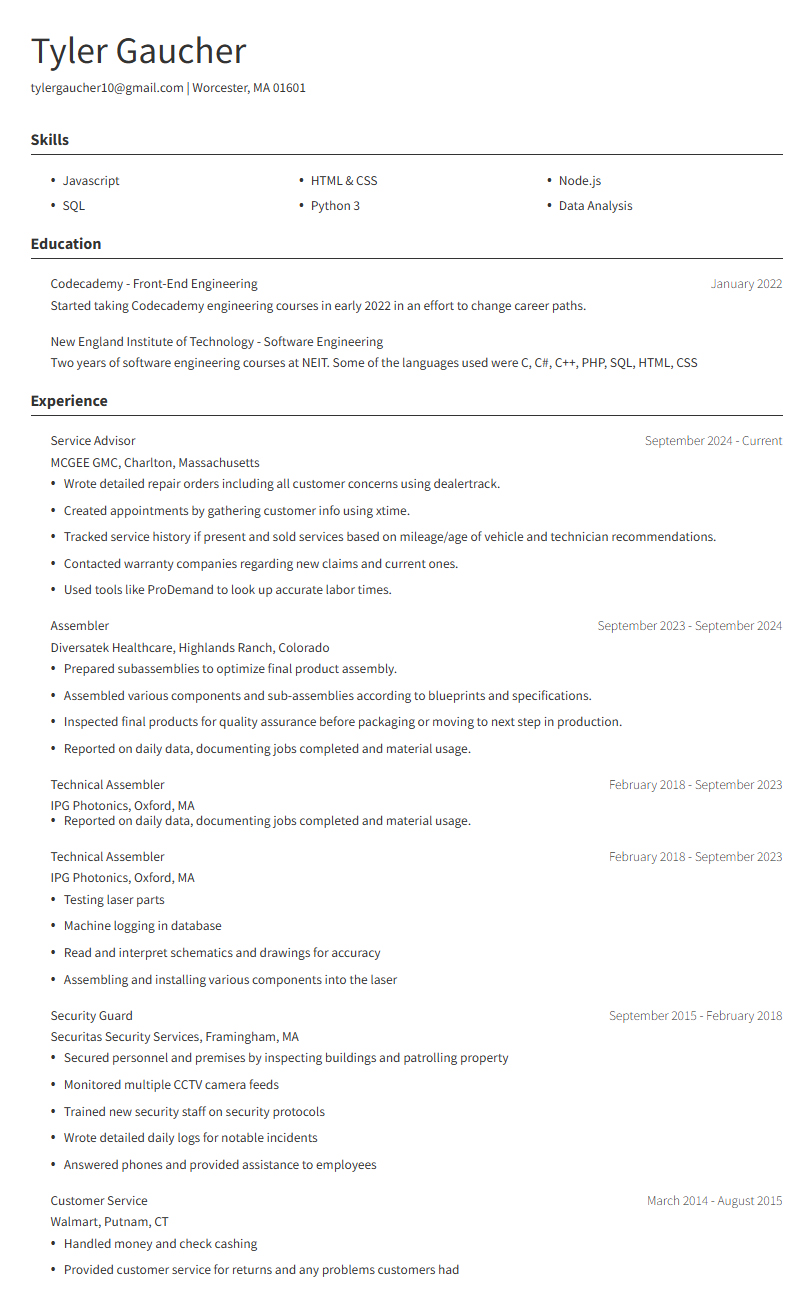 Tyler Gaucher
tylergaucher10@gmail.com | Worcester, MA 01601
Skills
• Javascript • HTML & CSS • Node.js
• SQL • Python 3 • Data Analysis
Education
Codecademy - Front-End Engineering January 2022
Started taking Codecademy engineering courses in early 2022 in an effort to change career paths.
New England Institute of Technology - Software Engineering
Two years of software engineering courses at NEIT. Some of the languages used were C, C#, C++, PHP, SQL, HTML, CSS
Experience
Service Advisor September 2024 - Current
MCGEE GMC, Charlton, Massachusetts
• Wrote detailed repair orders including all customer concerns using dealertrack.
• Created appointments by gathering customer info using xtime.
• Tracked service history if present and sold services based on mileage/age of vehicle and technician recommendations.
• Contacted warranty companies regarding new claims and current ones.
• Used tools like ProDemand to look up accurate labor times.
Assembler September 2023 - September 2024
Diversatek Healthcare, Highlands Ranch, Colorado
• Prepared subassemblies to optimize final product assembly.
• Assembled various components and sub-assemblies according to blueprints and specifications.
• Inspected final products for quality assurance before packaging or moving to next step in production.
• Reported on daily data, documenting jobs completed and material usage.
Technical Assembler February 2018 - September 2023
IPG Photonics, Oxford, MA
• Reported on daily data, documenting jobs completed and material usage.
Technical Assembler February 2018 - September 2023
IPG Photonics, Oxford, MA
• Testing laser parts
• Machine logging in database
• Read and interpret schematics and drawings for accuracy
• Assembling and installing various components into the laser
Security Guard September 2015 - February 2018
Securitas Security Services, Framingham, MA
• Secured personnel and premises by inspecting buildings and patrolling property
• Monitored multiple CCTV camera feeds
• Trained new security staff on security protocols
• Wrote detailed daily logs for notable incidents
• Answered phones and provided assistance to employees
Customer Service March 2014 - August 2015
Walmart, Putnam, CT
• Handled money and check cashing
• Provided customer service for returns and any problems customers had